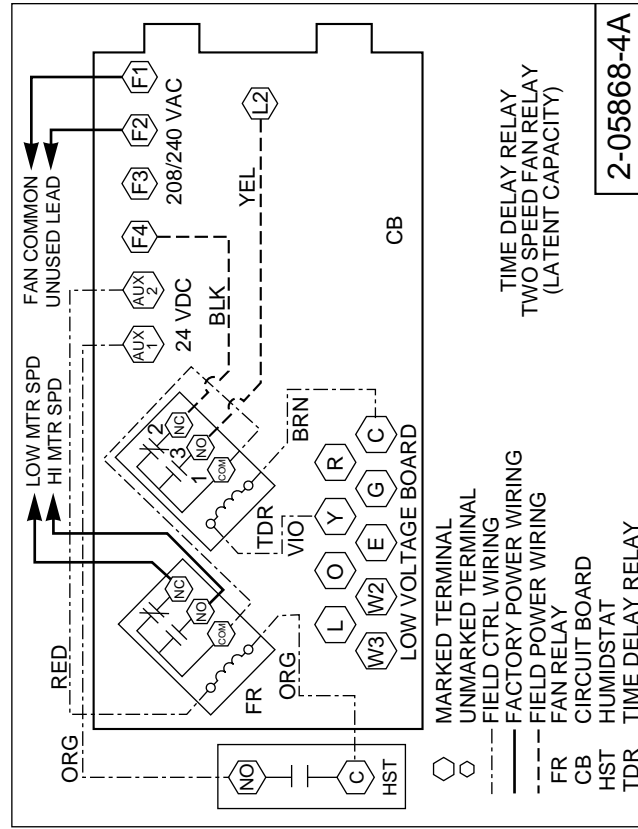 FAN COMMON
UNUSED LEAD
LOW MTR SPD
HI MTR SPD
F1
F2
F3
F4
208/240 VAC
AUX 2
AUX 1
24 VDC
RED
ORG
BLK
YEL
L2
CB
NC
NO
COM
FR
ORG
2
3
1
NC
NO
COM
TDR
VIO
BRN
NO
C
HST
L
O
Y
R
W3
W2
E
G
C
LOW VOLTAGE BOARD
MARKED TERMINAL
UNMARKED TERMINAL
FIELD CTRL WIRING
FACTORY POWER WIRING
FIELD POWER WIRING
FR FAN RELAY
CB CIRCUIT BOARD
HST HUMIDSTAT
TDR TIME DELAY RELAY
TIME DELAY RELAY
TWO SPEED FAN RELAY
(LATENT CAPACITY)
2-05868-4A